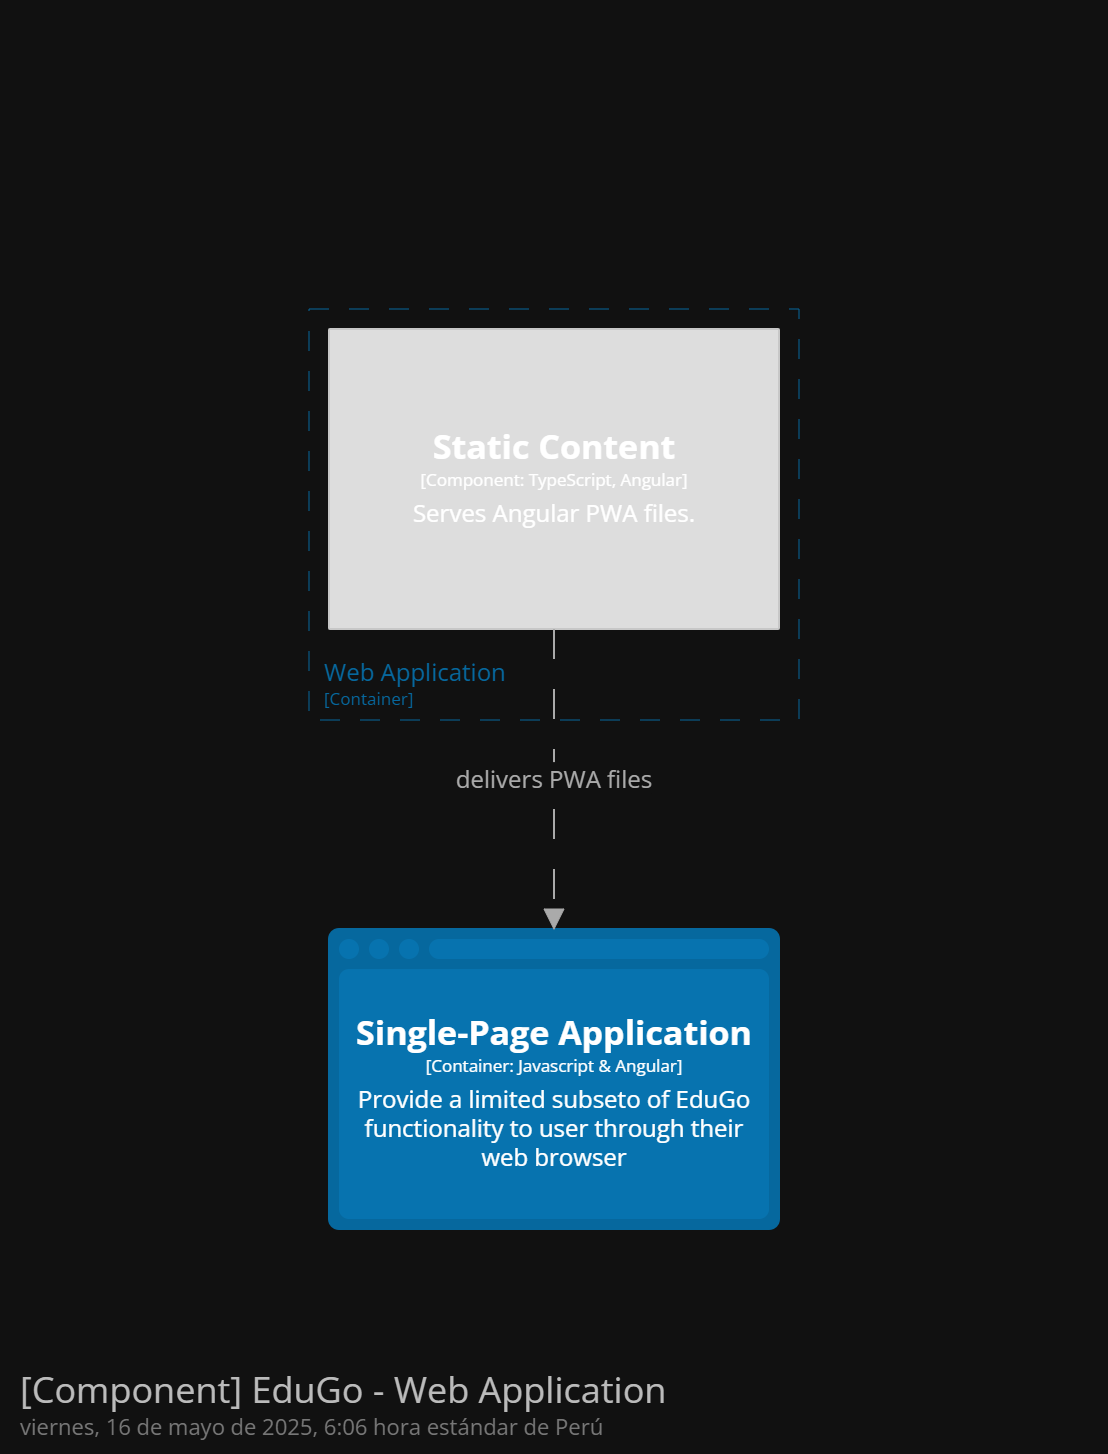 Static Content
[Component: TypeScript, Angular]
Serves Angular PWA files.
Web Application
[Container]
delivers PWA files
Single-Page Application
[Container: Javascript & Angular]
Provide a limited subseto of EduGo
functionality to user through their
web browser
[Component] EduGo - Web Application
viernes, 16 de mayo de 2025, 6:06 hora estándar de Perú